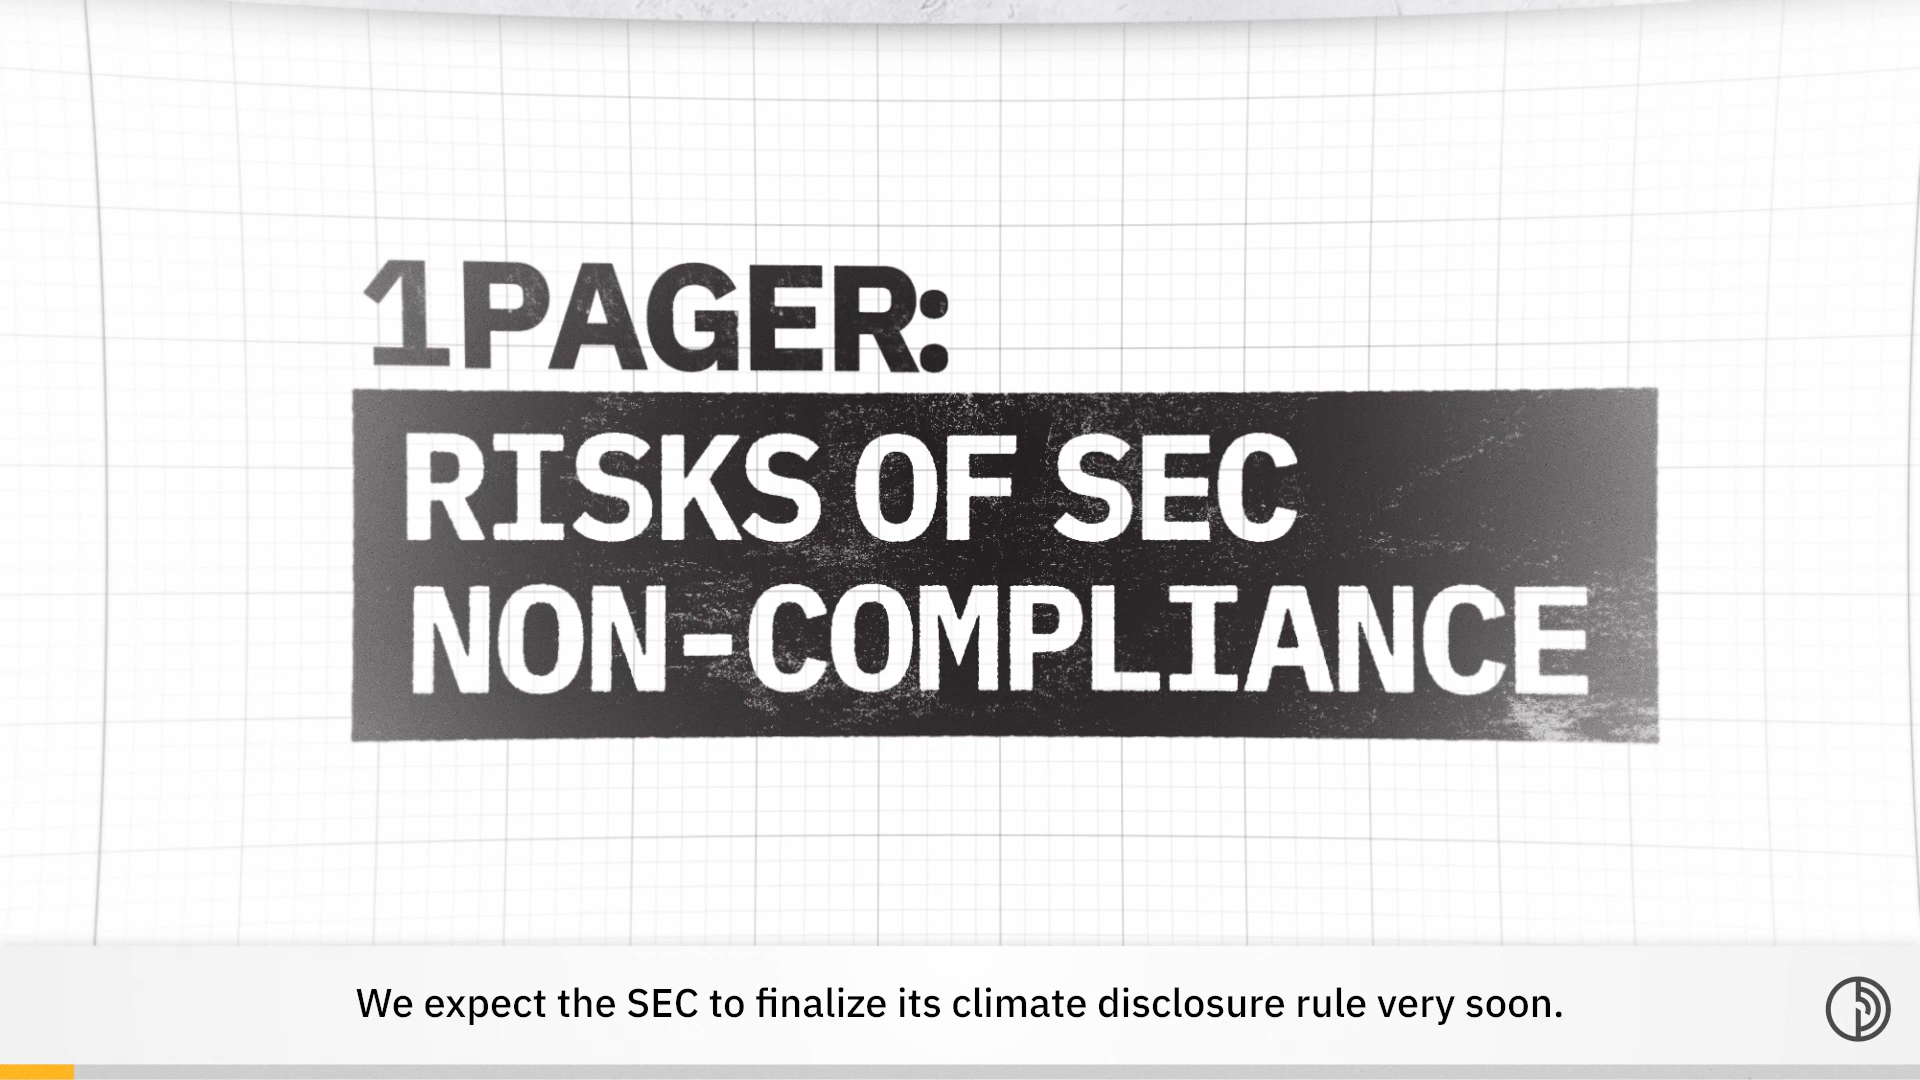 1PAGER:
RISKS OF SEC
NON-COMPLIANCE
We expect the SEC to finalize its climate disclosure rule very soon.